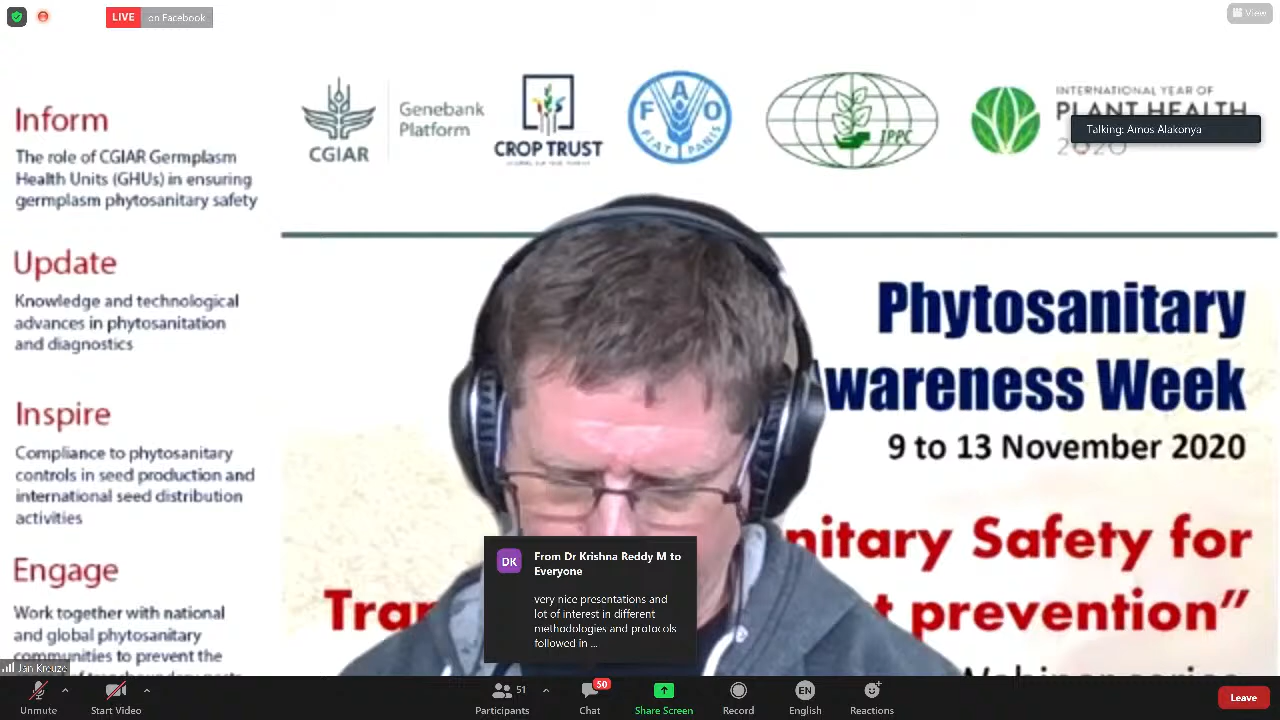 LIVE on Facebook
View
Inform
The role of CGIAR Germplasm
Health Units (GHUs) in ensuring
germplasm phytosanitary safety
Update
Knowledge and technological
advances in phytosanitation
and diagnostics
Inspire
Compliance to phytosanitary
controls in seed production and
international seed distribution
activities
Engage
Work together with national
and global phytosanitary
communities to prevent the
CGIAR
Genebank
Platform
CROP TRUST
FAO
FIAT PANIS
IPPC
INTERNATIONAL YEAR OF
PLANT HEALTH
2020
Talking: Amos Alakonya
Phytosanitary
wareness Week
9 to 13 November 2020
nitary Safety for
Tran t prevention”
Webinar series
DK
From Dr Krishna Reddy M to
Everyone
very nice presentations and
lot of interest in different
methodologies and protocols
followed in ...
Jan Kreuze
Unmute
Start Video
51
Participants
50
Chat
Share Screen
Record
EN
English
Reactions
Leave